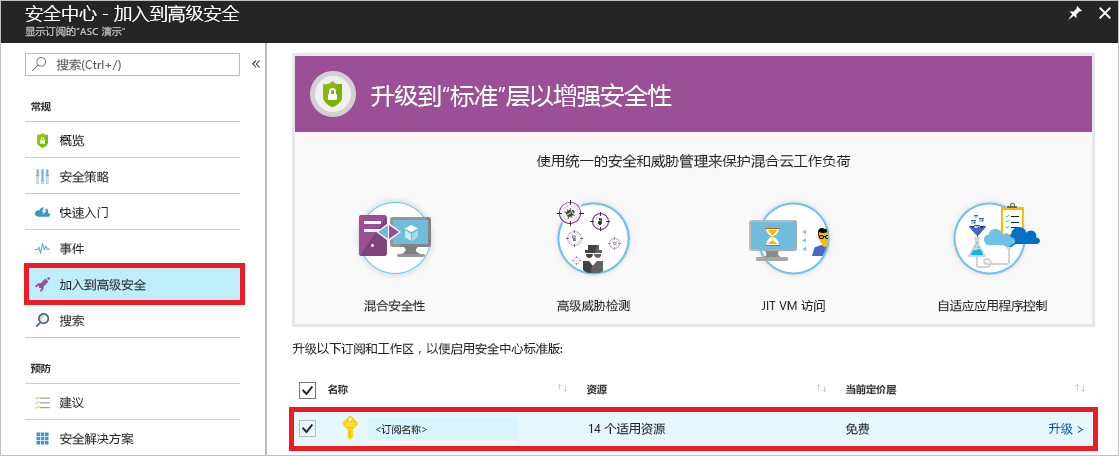 安全中心 - 加入到高级安全
显示订阅的"ASC 演示"
搜索(Ctrl+/)
«
常规
概览
安全策略
快速入门
事件
加入到高级安全
搜索
预防
建议
安全解决方案
升级到“标准”层以增强安全性
使用统一的安全和威胁管理来保护混合云工作负荷
混合安全性
高级威胁检测
JIT VM 访问
自适应应用程序控制
升级以下订阅和工作区，以便启用安全中心标准版:
名称 资源 当前定价层
<订阅名称> 14 个适用资源 免费 升级 >